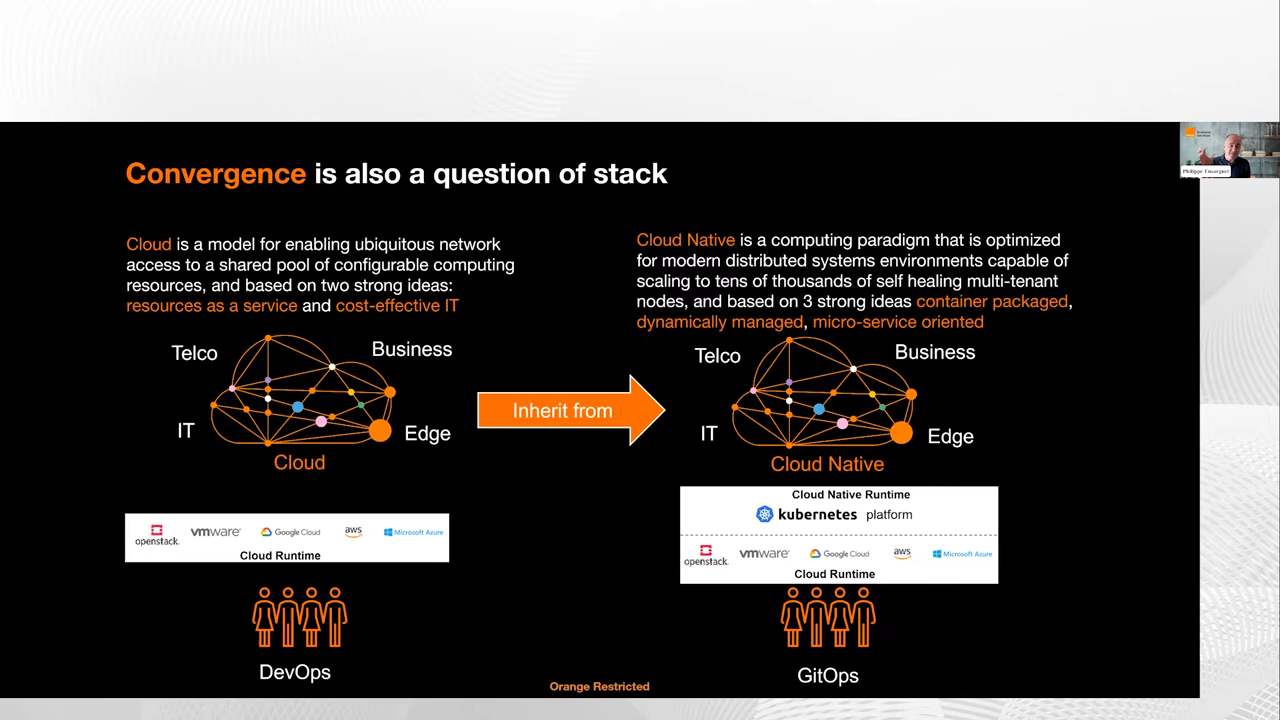 Convergence is also a question of stack
Cloud is a model for enabling ubiquitous network
access to a shared pool of configurable computing
resources, and based on two strong ideas:
resources as a service and cost-effective IT
Telco
Business
IT
Edge
Cloud
Inherit from
openstack.
vmware®
Google Cloud
aws
Microsoft Azure
Cloud Runtime
DevOps
Cloud Native is a computing paradigm that is optimized
for modern distributed systems environments capable of
scaling to tens of thousands of self healing multi-tenant
nodes, and based on 3 strong ideas container packaged,
dynamically managed, micro-service oriented
Telco
Business
IT
Edge
Cloud Native
Cloud Native Runtime
kubernetes platform
openstack.
vmware®
Google Cloud
aws
Microsoft Azure
Cloud Runtime
GitOps
Orange Restricted
Philippe Ensarguet